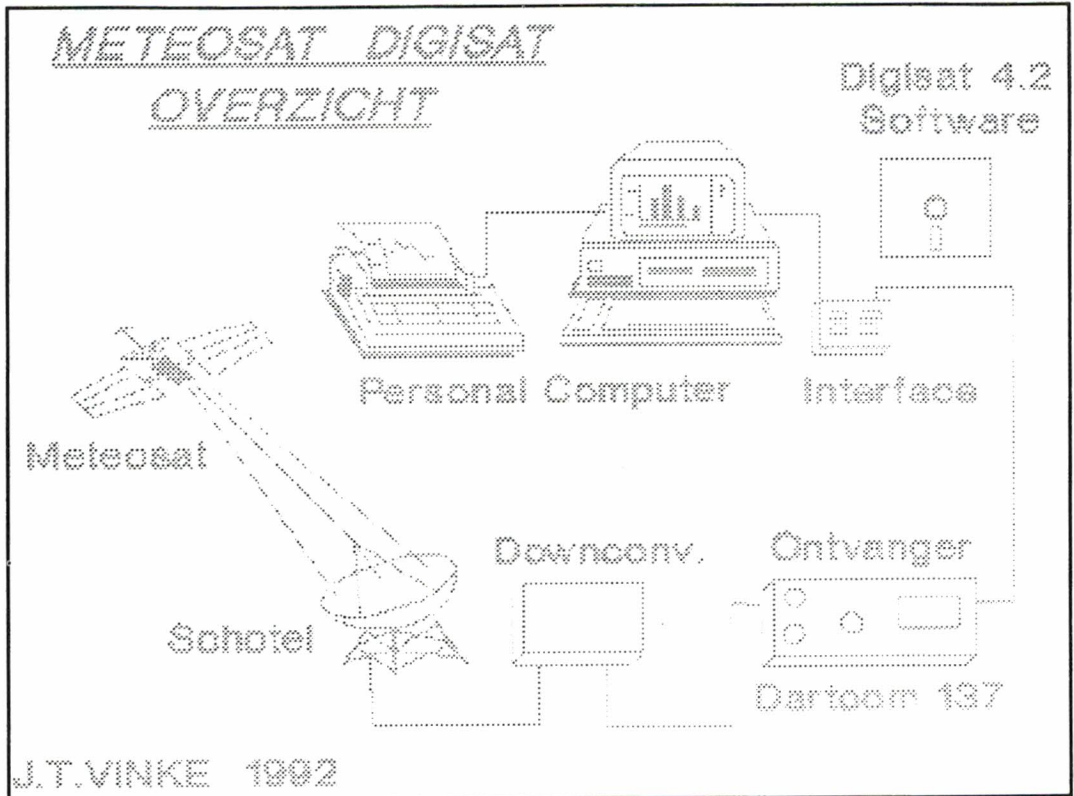 METEOSAT DIGISAT
OVERZICHT
Digisat 4.2
Software
Personal Computer
Interface
Meteosat
Downconv.
Ontvanger
Schotel
Dartcom 137
J.T.VINKE 1992